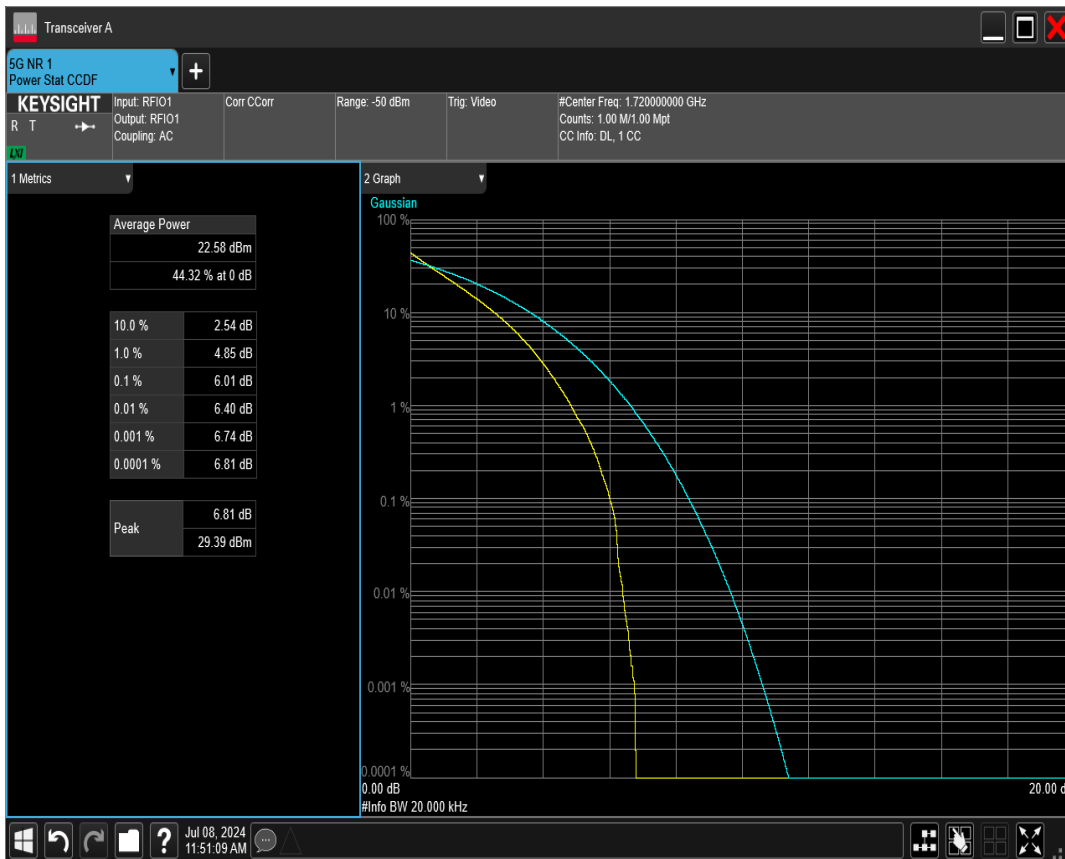 Transceiver A
5G NR 1
Power Stat CCDF
+
KEYSIGHT
R T
LXI
Input: RFIO1
Output: RFIO1
Coupling: AC
Corr CCorr
Range: -50 dBm
Trig: Video
#Center Freq: 1.720000000 GHz
Counts: 1.00 M/1.00 Mpt
CC Info: DL, 1 CC
1 Metrics
Average Power
22.58 dBm
44.32 % at 0 dB
10.0 % 2.54 dB
1.0 % 4.85 dB
0.1 % 6.01 dB
0.01 % 6.40 dB
0.001 % 6.74 dB
0.0001 % 6.81 dB
Peak 6.81 dB
29.39 dBm
2 Graph
Gaussian
100 %
10 %
1 %
0.1 %
0.01 %
0.001 %
0.0001 %
0.00 dB 20.00 d
#Info BW 20.000 kHz
? Jul 08, 2024
11:51:09 AM